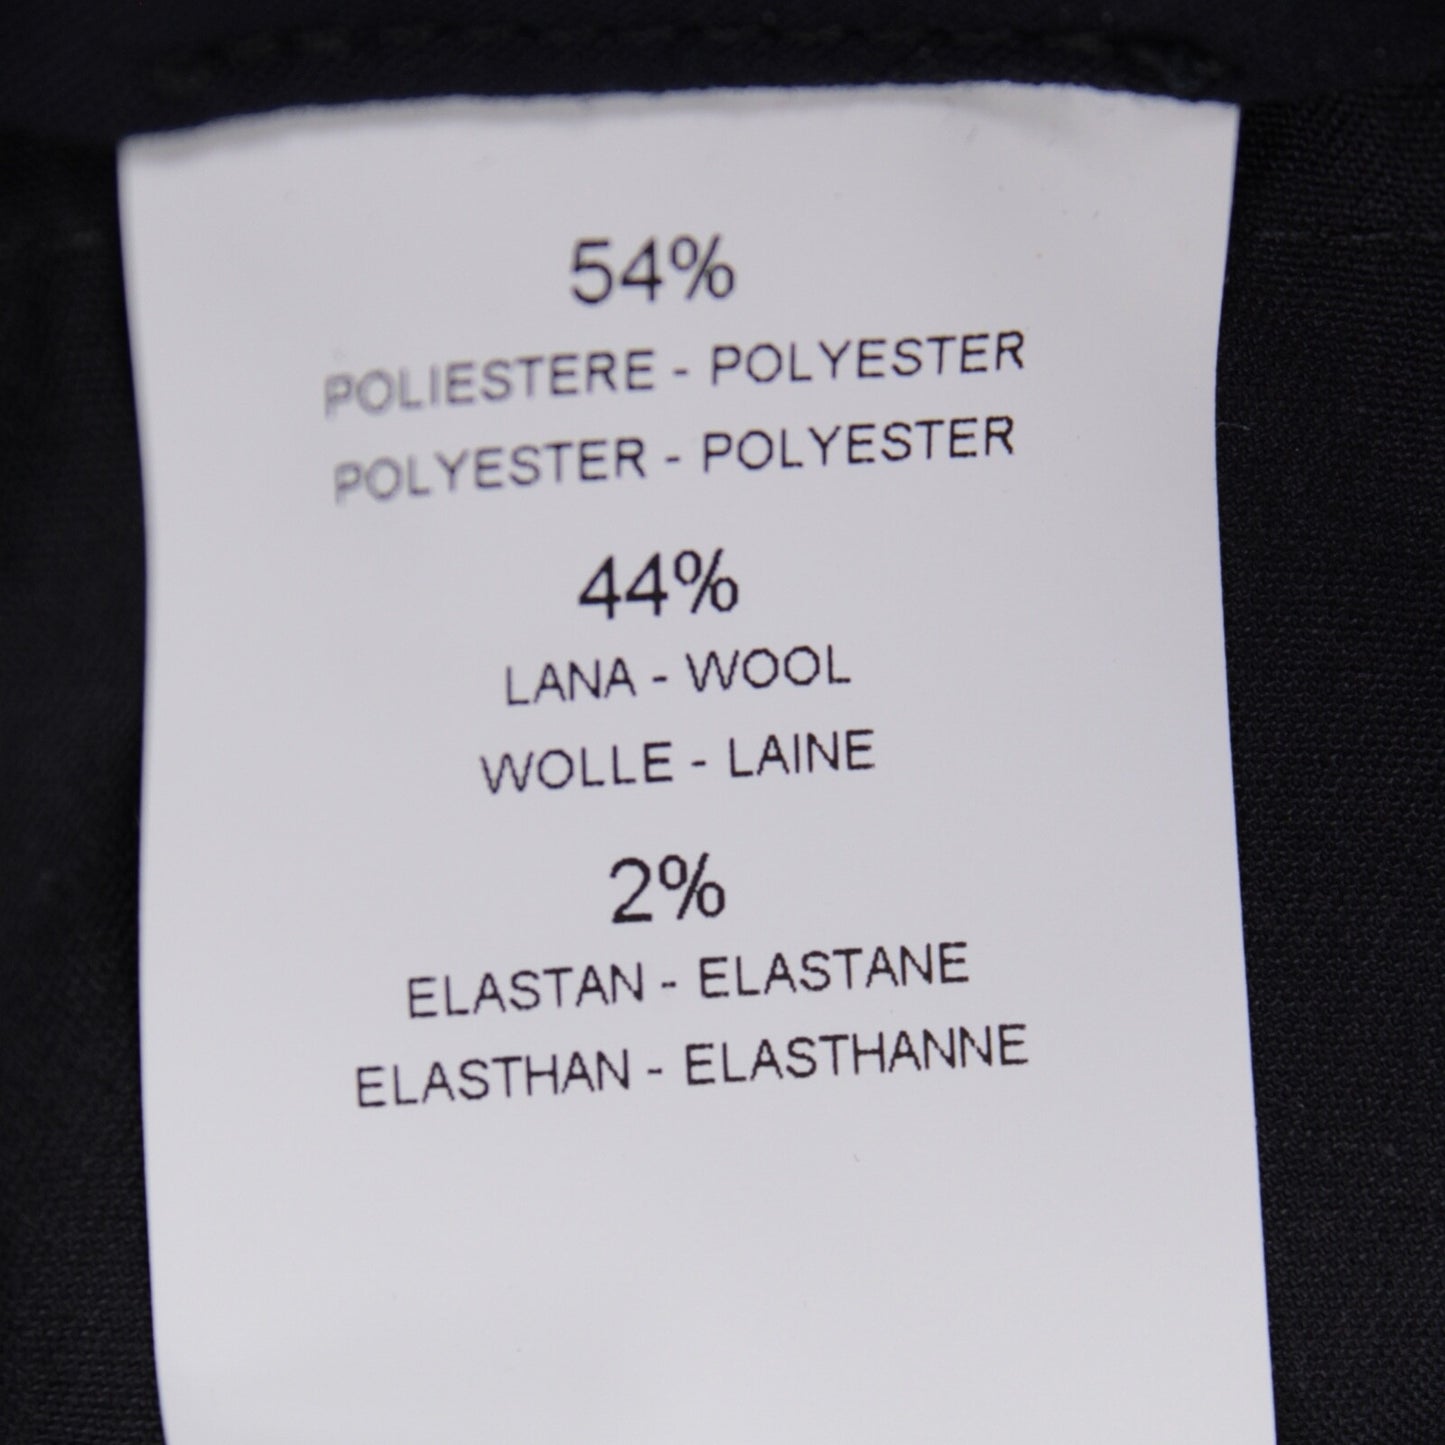 54%
POLIESTERE - POLYESTER
POLYESTER - POLYESTER
44%
LANA - WOOL
WOLLE - LAINE
2%
ELASTAN - ELASTANE
ELASTHAN - ELASTHANNE